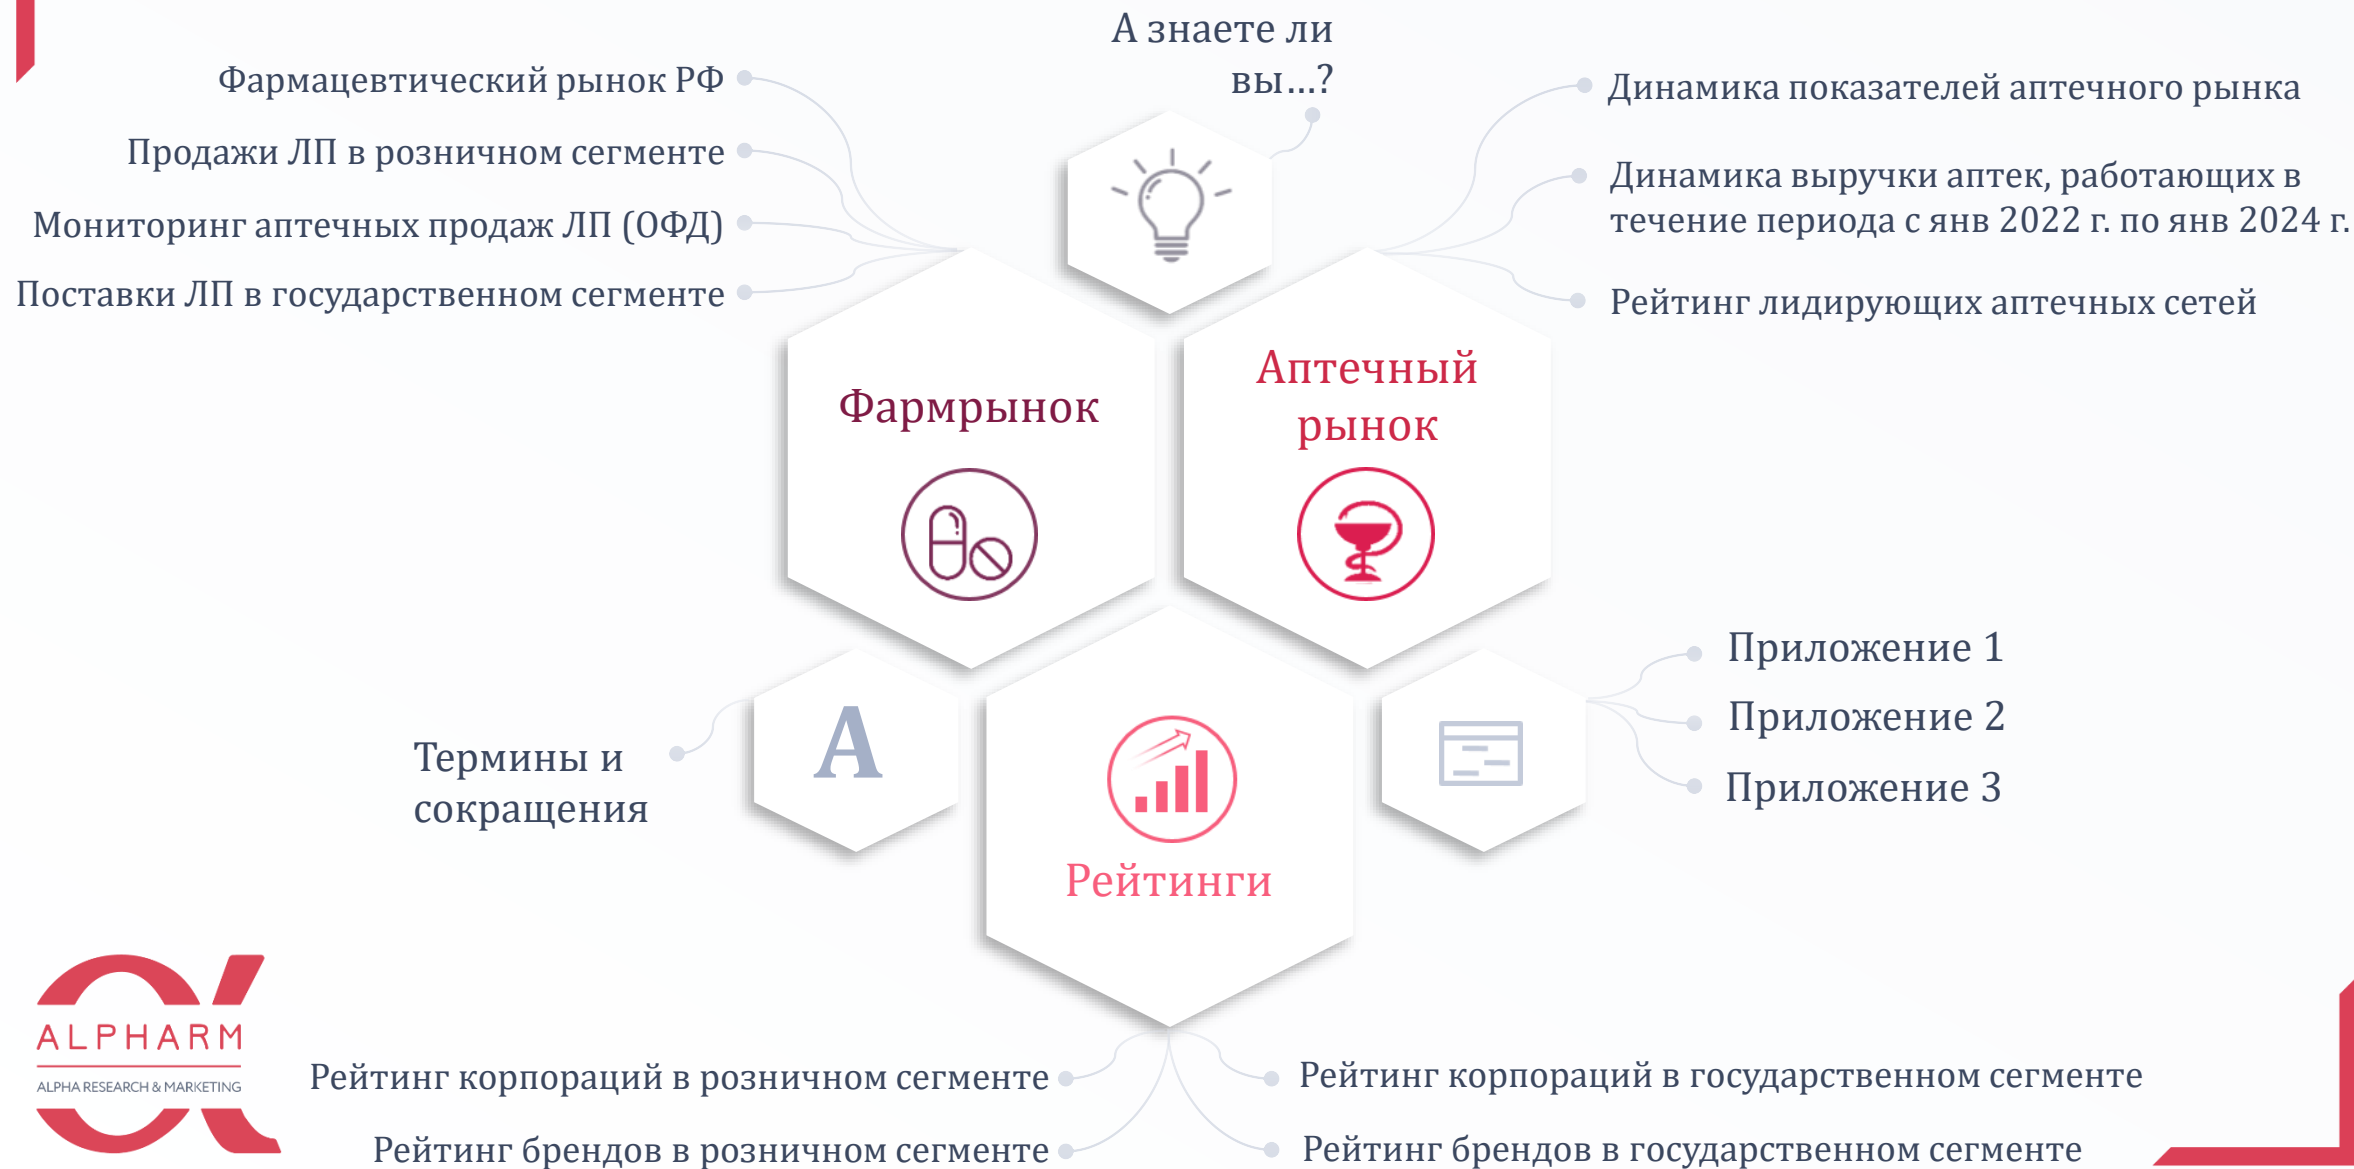 А знаете ли
вы...?
Фармацевтический рынок РФ
Продажи ЛП в розничном сегменте
Мониторинг аптечных продаж ЛП (ОФД)
Поставки ЛП в государственном сегменте
Динамика показателей аптечного рынка
Динамика выручки аптек, работающих в
течение периода с янв 2022 г. по янв 2024 г.
Рейтинг лидирующих аптечных сетей
Фармрынок
Аптечный
рынок
Термины и
сокращения
А
Рейтинги
Приложение 1
Приложение 2
Приложение 3
ALPHARM
ALPHA RESEARCH & MARKETING
Рейтинг корпораций в розничном сегменте
Рейтинг брендов в розничном сегменте
Рейтинг корпораций в государственном сегменте
Рейтинг брендов в государственном сегменте